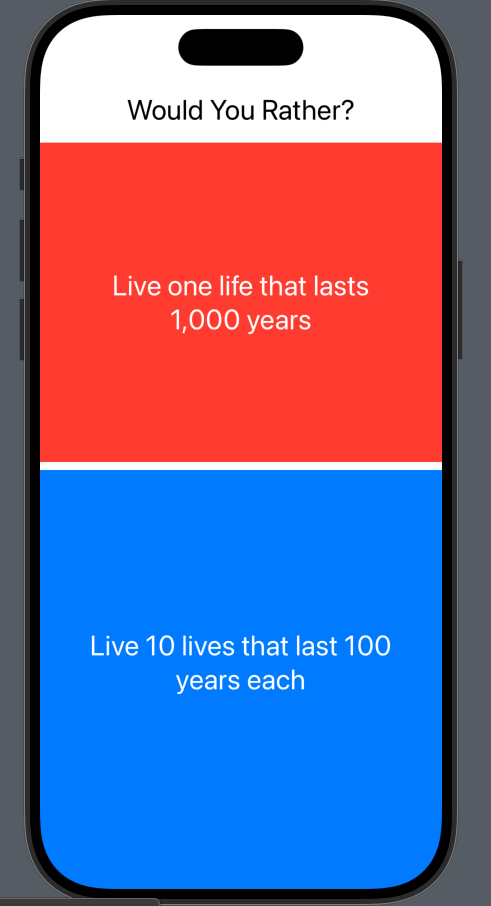 Would You Rather?
Live one life that lasts
1,000 years
Live 10 lives that last 100
years each